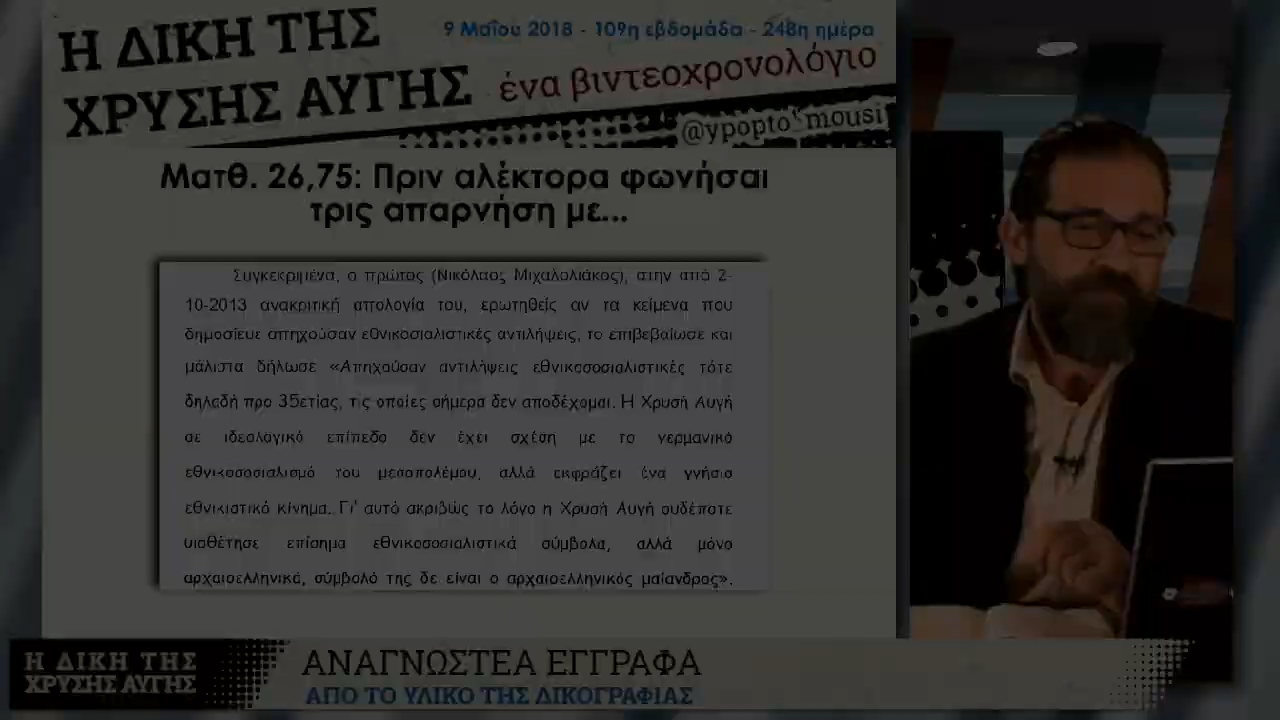 Η ΔΙΚΗ ΤΗΣ
ΧΡΥΣΗΣ ΑΥΓΗΣ
9 Μαΐου 2018 - 109η εβδομάδα - 248η ημέρα
ένα βιντεοχρονολόγιο
@ypopto_mousi
Ματθ. 26,75: Πριν αλέκτορα φωνήσαι
τρις απαρνήση με...
Συγκεκριμένα, ο πρώτος (Νικόλαος Μιχαλολιάκος), στην από 2-
10-2013 ανακριτική απολογία του, ερωτηθείς αν τα κείμενα που
δημοσίευε απηχούσαν εθνικοσιαλιστικές αντιλήψεις, το επιβεβαίωσε και
μάλιστα δήλωσε «Απηχούσαν αντιλήψεις εθνικοσοσιαλιστικές τότε
δηλαδή προ 35ετίας, τις οποίες σήμερα δεν αποδέχομαι. Η Χρυσή Αυγή
σε ιδεολογικό επίπεδο δεν έχει σχέση με το γερμανικό
εθνικοσοσιαλισμό του μεσοπολέμου, αλλά εκφράζει ένα γνήσιο
εθνικιστικό κίνημα. Γι' αυτό ακριβώς το λόγο η Χρυσή Αυγή ουδέποτε
υιοθέτησε επίσημα εθνικοσοσιαλιστικά σύμβολα, αλλά μόνο
αρχαιοελληνικά, σύμβολό της δε είναι ο αρχαιοελληνικός μαίανδρος».
Η ΔΙΚΗ ΤΗΣ
ΧΡΥΣΗΣ ΑΥΓΗΣ
ΑΝΑΓΝΩΣΤΕΑ ΕΓΓΡΑΦΑ
ΑΠΟ ΤΟ ΥΛΙΚΟ ΤΗΣ ΔΙΚΟΓΡΑΦΙΑΣ